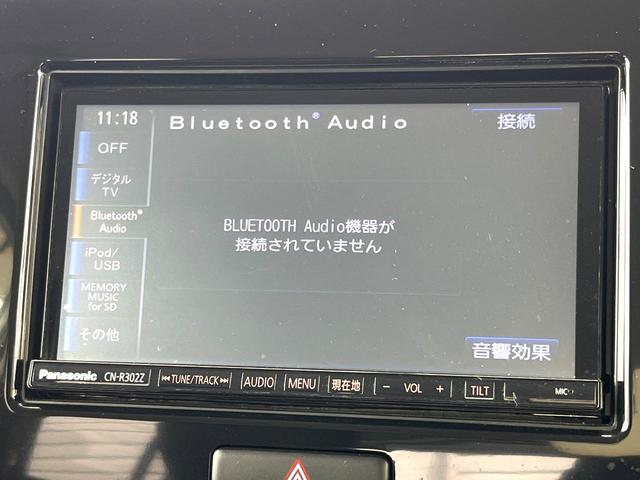 11:18
Bluetooth® Audio
接続
OFF
デジタル
TV
Bluetooth®
Audio
iPod/
USB
MEMORY
MUSIC
for SD
その他
BLUETOOTH Audio機器が
接続されていません
音響効果
Panasonic CN-R302Z TUNE/TRACK AUDIO MENU 現在地 − VOL + TILT MIC